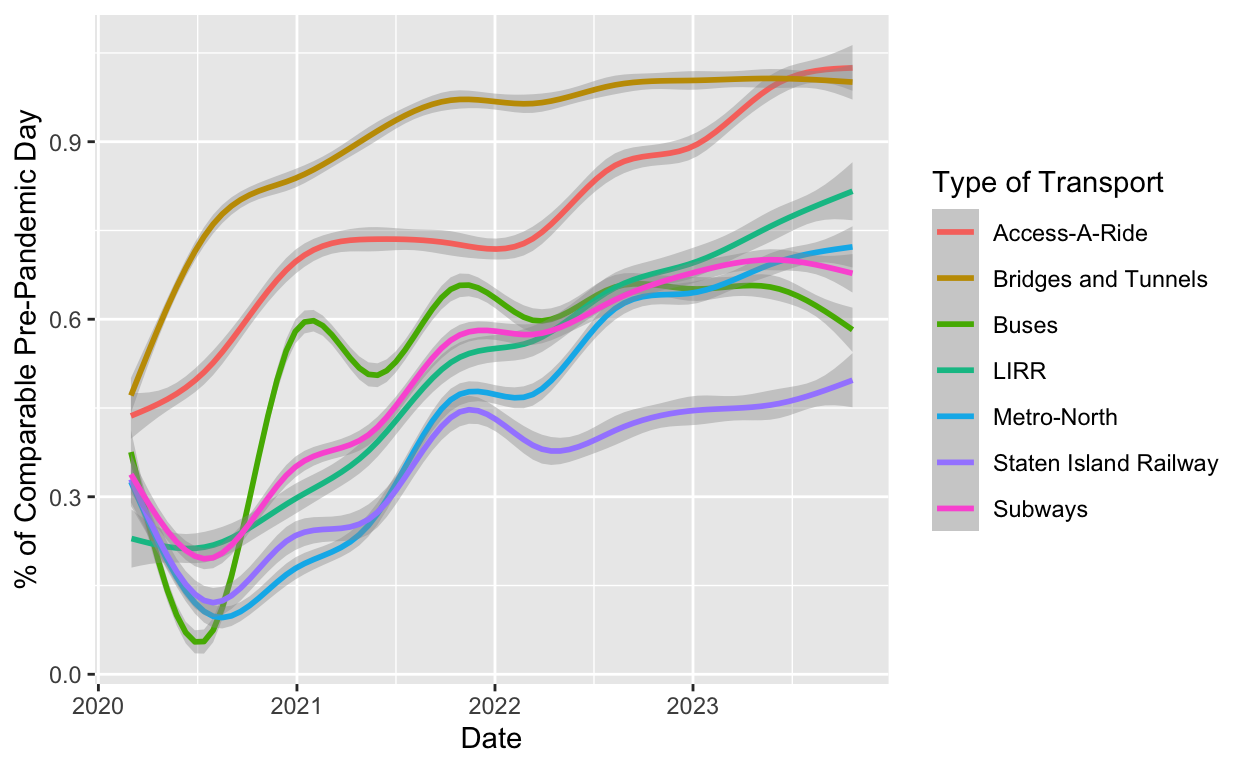 % of Comparable Pre-Pandemic Day
0.9
0.6
0.3
0.0
2020 2021 2022 2023
Date
Type of Transport
Access-A-Ride
Bridges and Tunnels
Buses
LIRR
Metro-North
Staten Island Railway
Subways